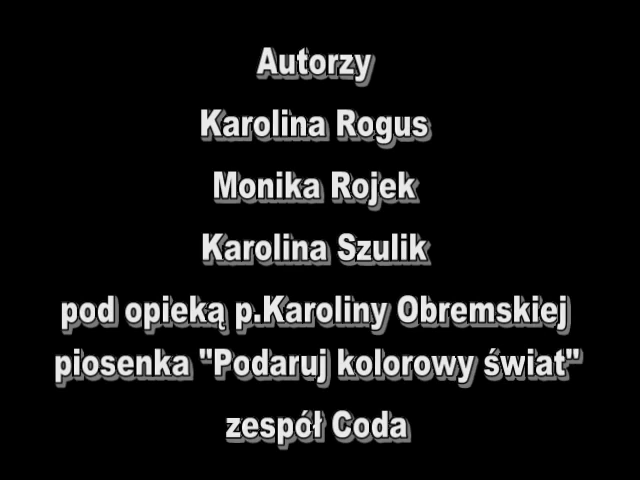 Autorzy
Karolina Rogus
Monika Rojek
Karolina Szulik
pod opieką p.Karoliny Obremskiej
piosenka "Podaruj kolorowy świat"
zespół Coda